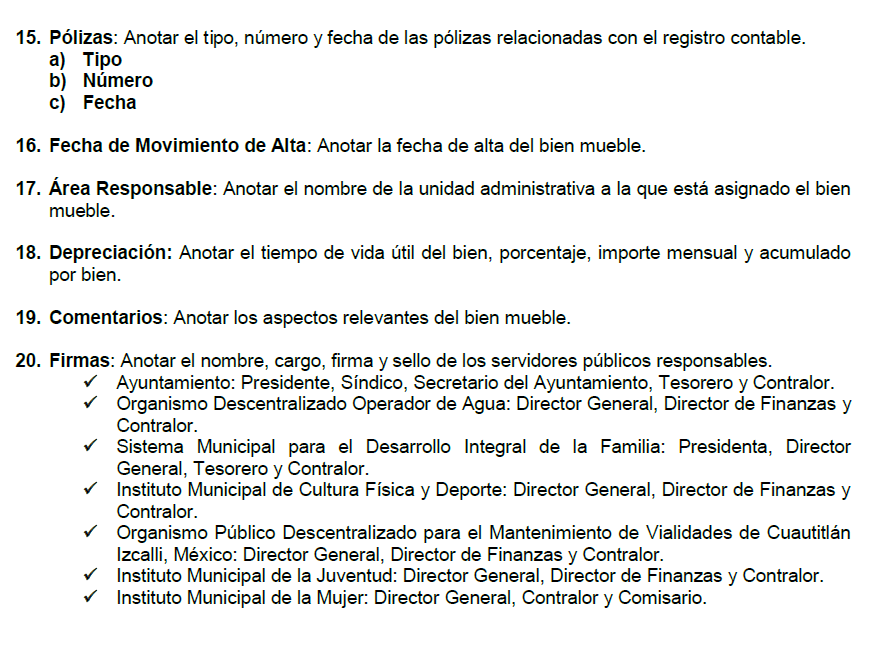 15. Pólizas: Anotar el tipo, número y fecha de las pólizas relacionadas con el registro contable.
a) Tipo
b) Número
c) Fecha
16. Fecha de Movimiento de Alta: Anotar la fecha de alta del bien mueble.
17. Área Responsable: Anotar el nombre de la unidad administrativa a la que está asignado el bien
mueble.
18. Depreciación: Anotar el tiempo de vida útil del bien, porcentaje, importe mensual y acumulado
por bien.
19. Comentarios: Anotar los aspectos relevantes del bien mueble.
20. Firmas: Anotar el nombre, cargo, firma y sello de los servidores públicos responsables.
✓ Ayuntamiento: Presidente, Síndico, Secretario del Ayuntamiento, Tesorero y Contralor.
✓ Organismo Descentralizado Operador de Agua: Director General, Director de Finanzas y
Contralor.
✓ Sistema Municipal para el Desarrollo Integral de la Familia: Presidenta, Director
General, Tesorero y Contralor.
✓ Instituto Municipal de Cultura Física y Deporte: Director General, Director de Finanzas y
Contralor.
✓ Organismo Público Descentralizado para el Mantenimiento de Vialidades de Cuautitlán
Izcalli, México: Director General, Director de Finanzas y Contralor.
✓ Instituto Municipal de la Juventud: Director General, Director de Finanzas y Contralor.
✓ Instituto Municipal de la Mujer: Director General, Contralor y Comisario.